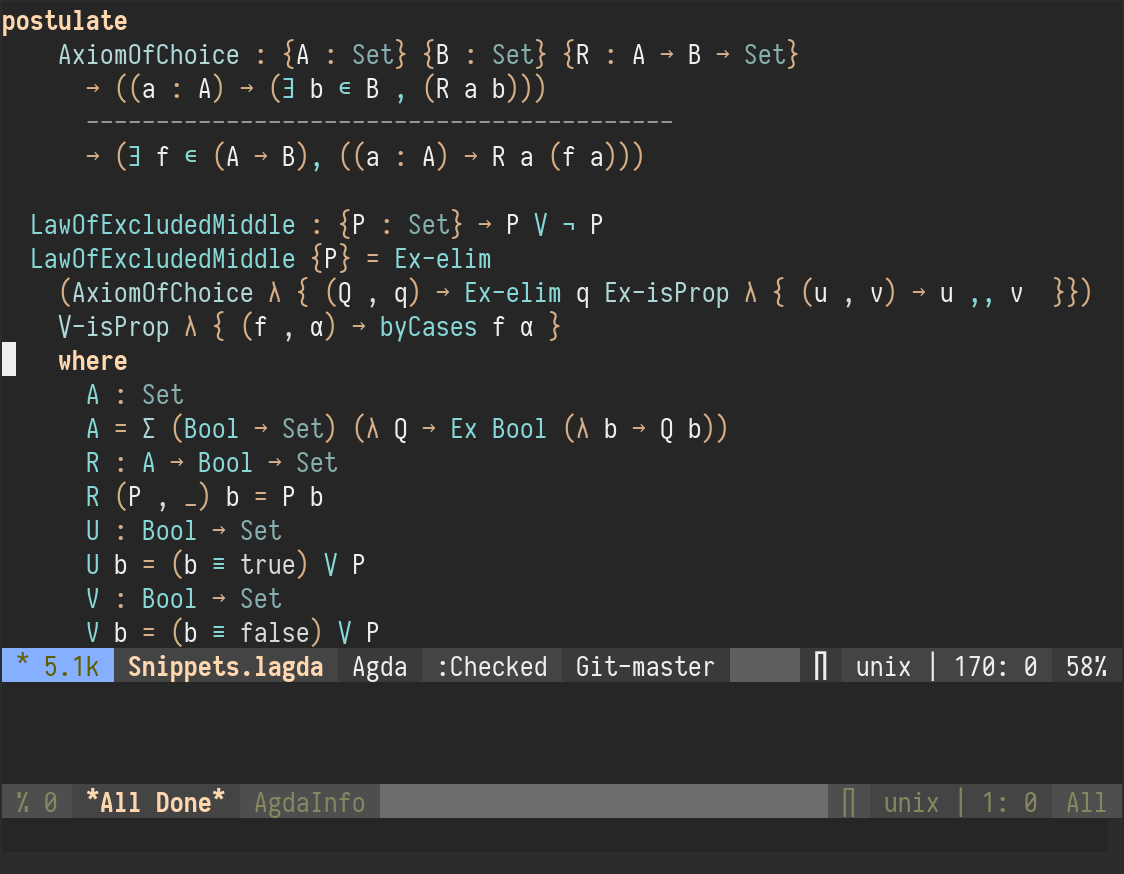 postulate
    AxiomOfChoice : {A : Set} {B : Set} {R : A → B → Set}
      → ((a : A) → (∃ b ∈ B , (R a b)))
      ------------------------------------------
      → (∃ f ∈ (A → B), ((a : A) → R a (f a)))

  LawOfExcludedMiddle : {P : Set} → P ∨ ¬ P
  LawOfExcludedMiddle {P} = Ex-elim
    (AxiomOfChoice λ { (Q , q) → Ex-elim q Ex-isProp λ { (u , v) → u ,, v  }})
    ∨-isProp λ { (f , α) → byCases f α }
    where
      A : Set
      A = Σ (Bool → Set) (λ Q → Ex Bool (λ b → Q b))
      R : A → Bool → Set
      R (P , _) b = P b
      U : Bool → Set
      U b = (b ≡ true) ∨ P
      V : Bool → Set
      V b = (b ≡ false) ∨ P
* 5.1k Snippets.lagda Agda :Checked Git-master ∏ unix | 170: 0 58%
% 0 *All Done* AgdaInfo ∏ unix | 1: 0 All